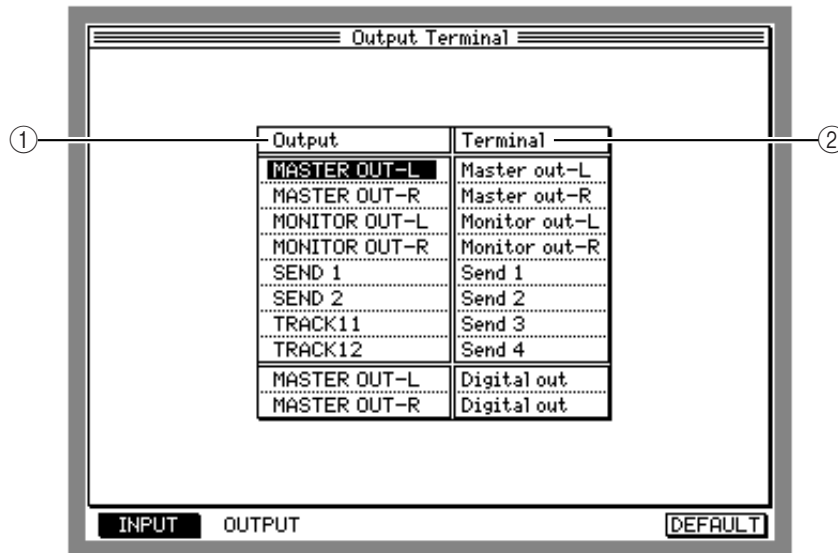 Output Terminal
① Output Terminal ②
MASTER OUT-L Master out-L
MASTER OUT-R Master out-R
MONITOR OUT-L Monitor out-L
MONITOR OUT-R Monitor out-R
SEND 1 Send 1
SEND 2 Send 2
TRACK11 Send 3
TRACK12 Send 4
MASTER OUT-L Digital out
MASTER OUT-R Digital out
INPUT OUTPUT DEFAULT